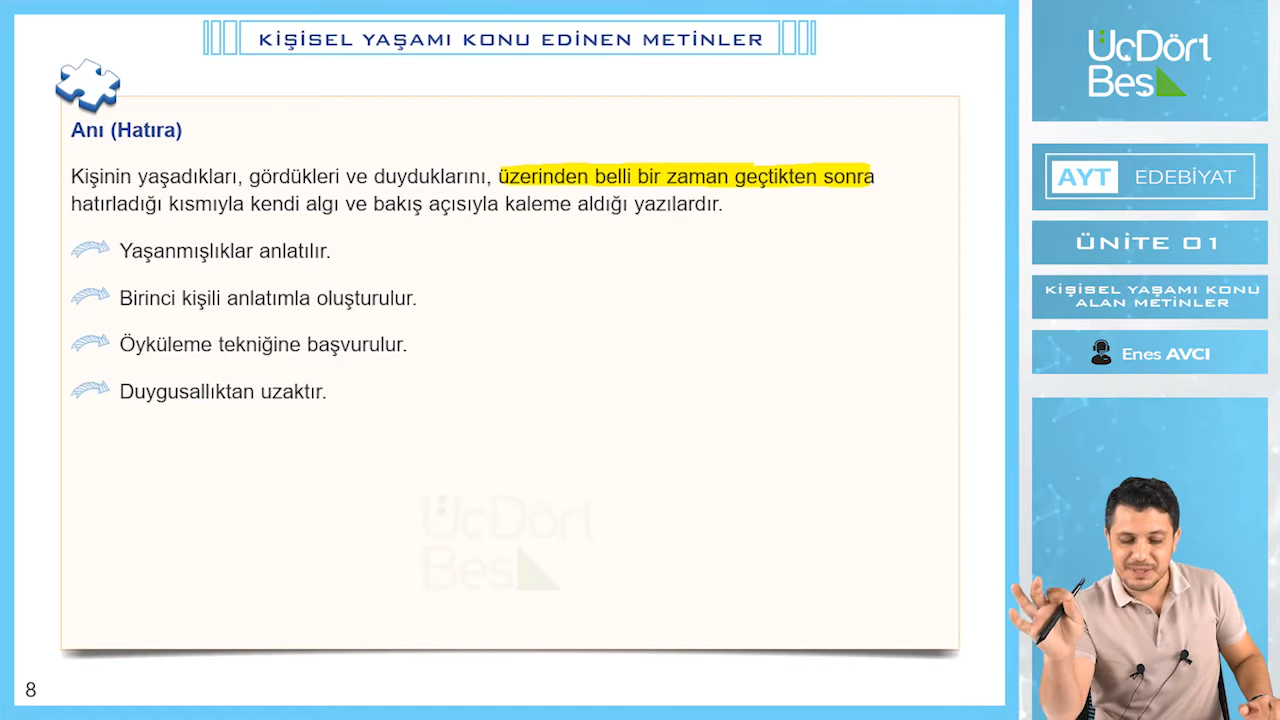 KİŞİSEL YAŞAMI KONU EDİNEN METİNLER
Anı (Hatıra)
Kişinin yaşadıkları, gördükleri ve duyduklarını, üzerinden belli bir zaman geçtikten sonra
hatırladığı kısmıyla kendi algı ve bakış açısıyla kaleme aldığı yazılardır.
Yaşanmışlıklar anlatılır.
Birinci kişili anlatımla oluşturulur.
Öyküleme tekniğine başvurulur.
Duygusallıktan uzaktır.
ÜçDört
Beş
8
ÜçDört
Beş
AYT EDEBİYAT
ÜNİTE 01
KİŞİSEL YAŞAMI KONU
ALAN METİNLER
Enes AVCI